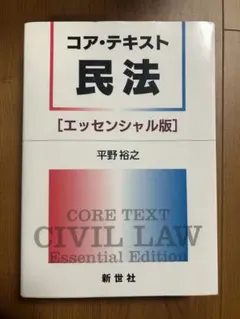 コア・テキスト
民法
[エッセンシャル版]
平野裕之
CORE TEXT
CIVIL LAW
Essential Edition
新世社